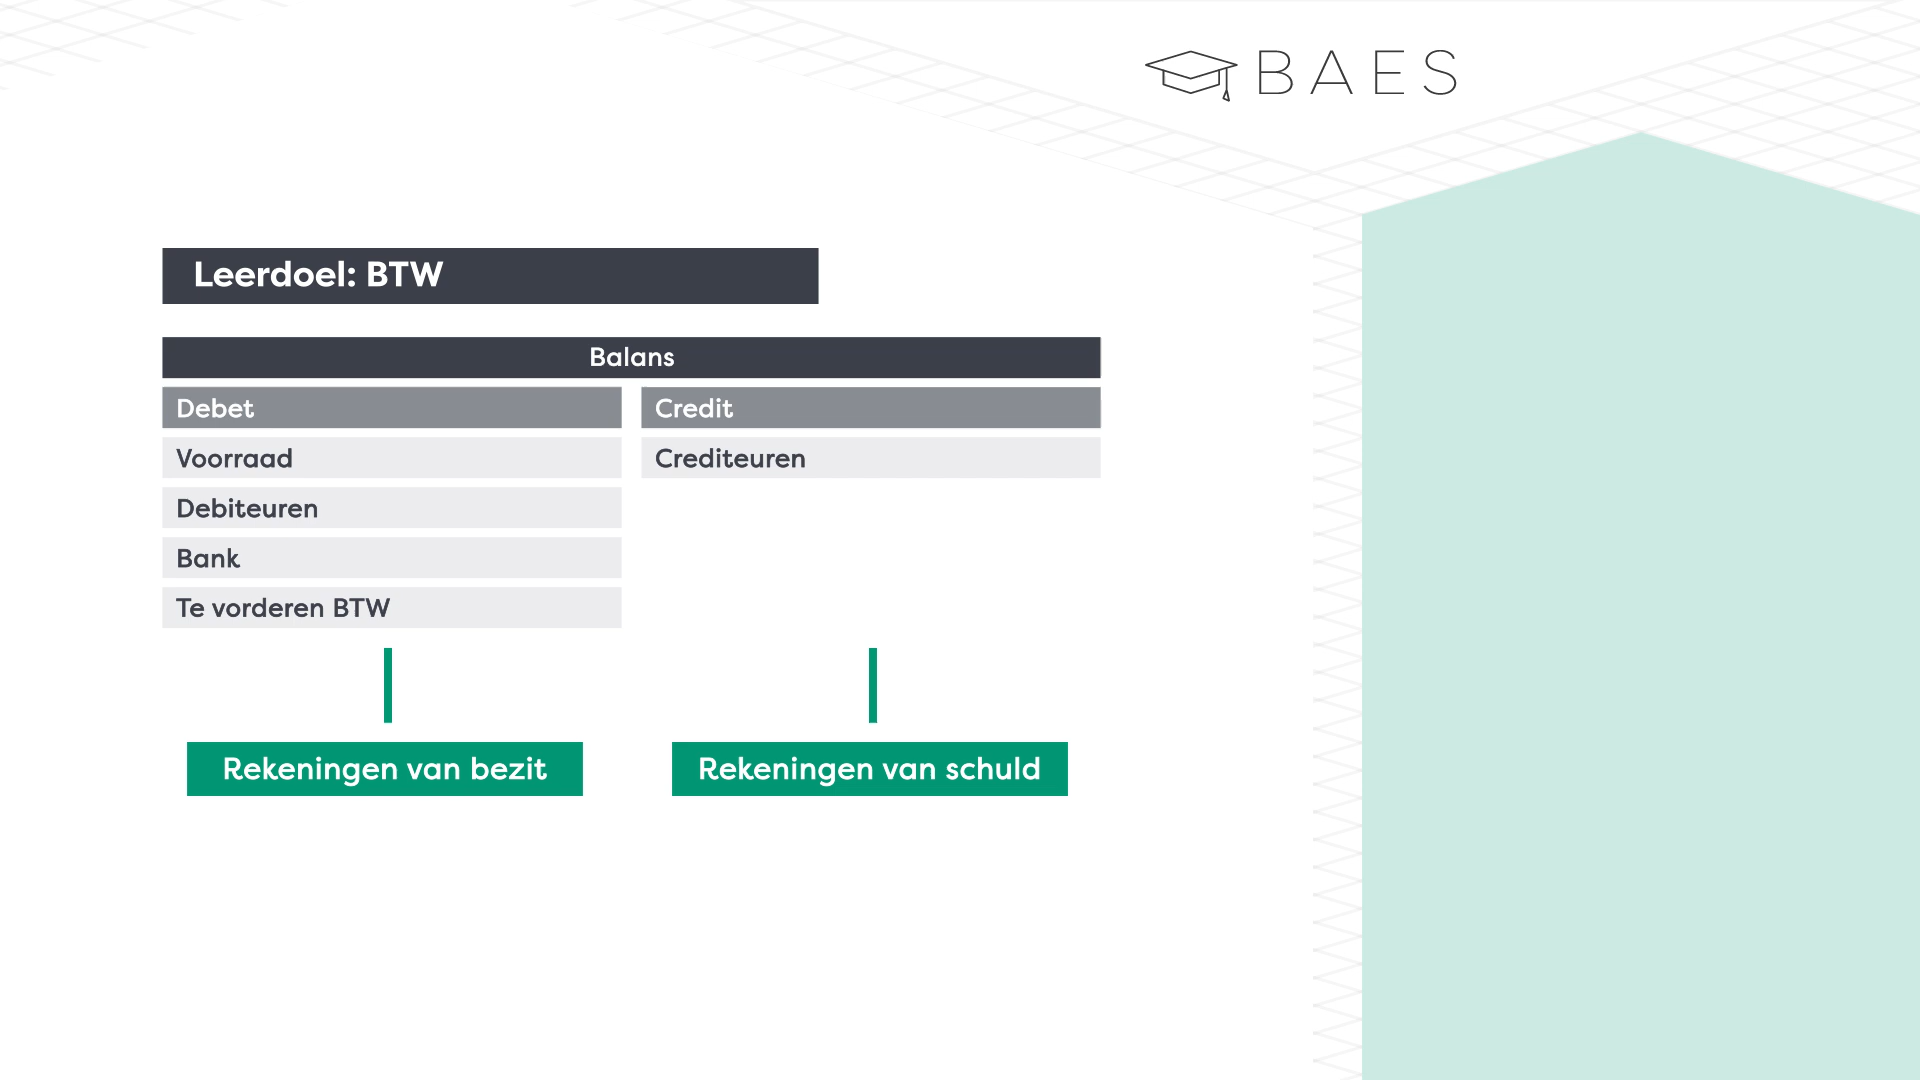 BAES
Leerdoel: BTW
Balans
Debet
Credit
Voorraad
Crediteuren
Debiteuren
Bank
Te vorderen BTW
Rekeningen van bezit
Rekeningen van schuld